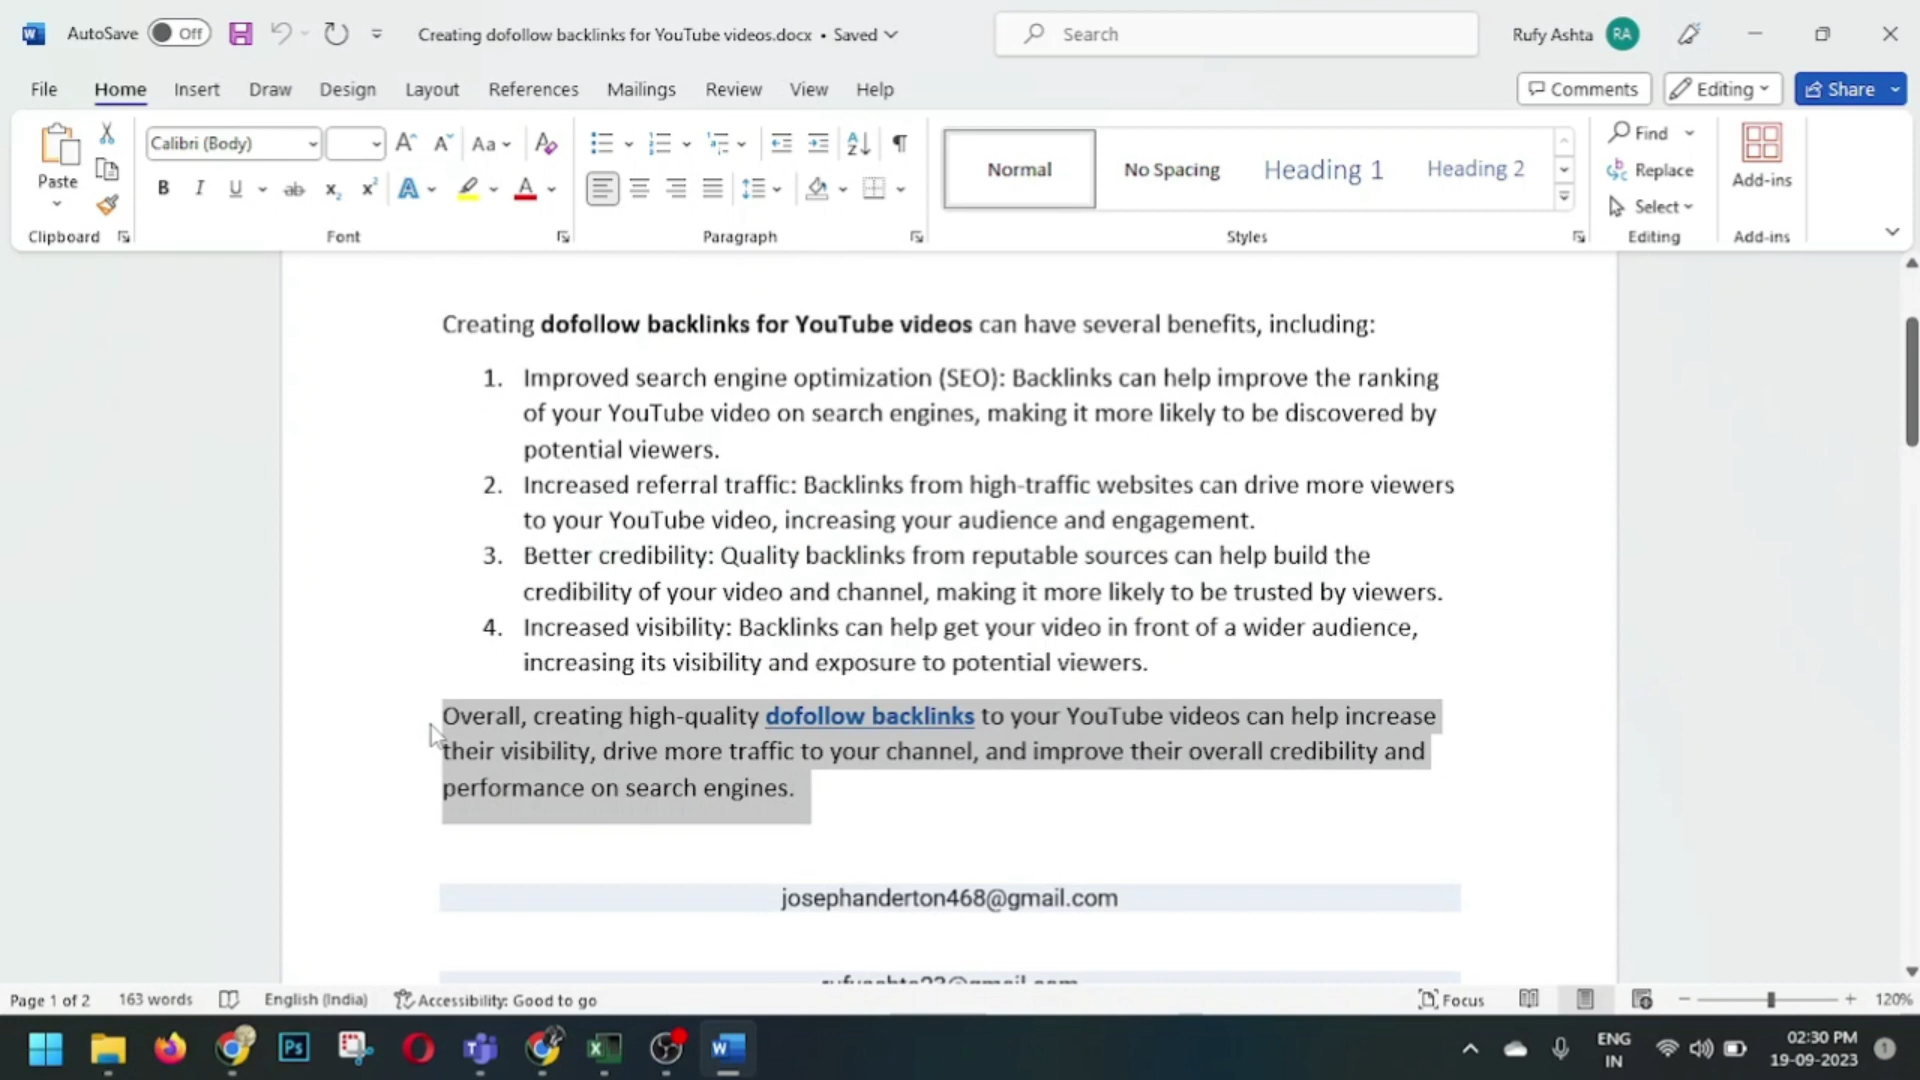 AutoSave Off Creating dofollow backlinks for YouTube videos.docx • Saved Search Rufy Ashta RA
File Home Insert Draw Design Layout References Mailings Review View Help Comments Editing Share
Calibri (Body) Aa
Paste
B I U ab x2 x2 A A
Normal No Spacing Heading 1 Heading 2
Find
Replace
Select
Add-ins
Clipboard Font Paragraph Styles Editing Add-ins
Creating dofollow backlinks for YouTube videos can have several benefits, including:
1. Improved search engine optimization (SEO): Backlinks can help improve the ranking
of your YouTube video on search engines, making it more likely to be discovered by
potential viewers.
2. Increased referral traffic: Backlinks from high-traffic websites can drive more viewers
to your YouTube video, increasing your audience and engagement.
3. Better credibility: Quality backlinks from reputable sources can help build the
credibility of your video and channel, making it more likely to be trusted by viewers.
4. Increased visibility: Backlinks can help get your video in front of a wider audience,
increasing its visibility and exposure to potential viewers.
Overall, creating high-quality dofollow backlinks to your YouTube videos can help increase
their visibility, drive more traffic to your channel, and improve their overall credibility and
performance on search engines.
josephanderton468@gmail.com
Page 1 of 2 163 words English (India) Accessibility: Good to go Focus 120%
Ps ENG
IN
02:30 PM
19-09-2023
1